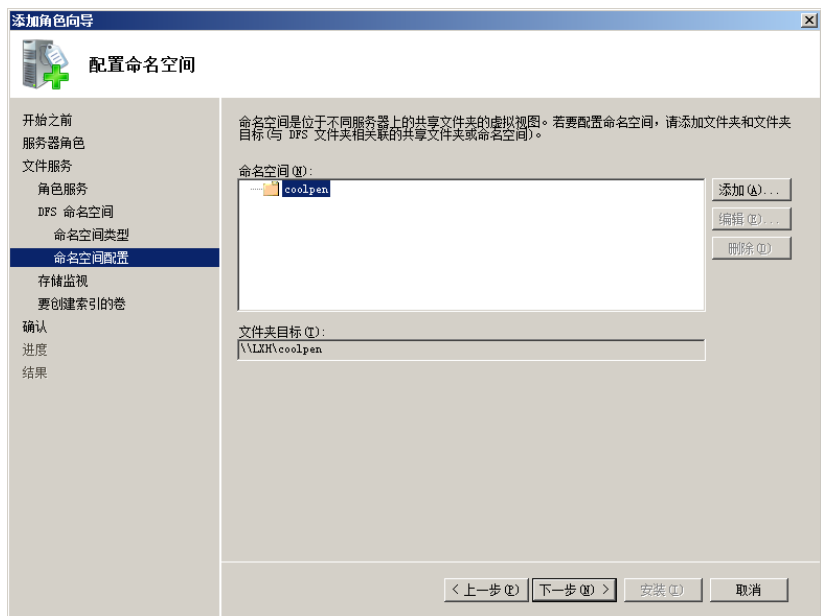 添加角色向导
配置命名空间
开始之前
服务器角色
文件服务
角色服务
DFS 命名空间
命名空间类型
命名空间配置
存储监视
要创建索引的卷
确认
进度
结果
命名空间是位于不同服务器上的共享文件夹的虚拟视图。若要配置命名空间，请添加文件夹和文件夹
目标(与 DFS 文件夹相关联的共享文件夹或命名空间)。
命名空间(N):
coolpen
添加(A)...
编辑(E)...
删除(D)
文件夹目标(T):
\\LXH\coolpen
< 上一步(P)
下一步(N) >
安装(I)
取消